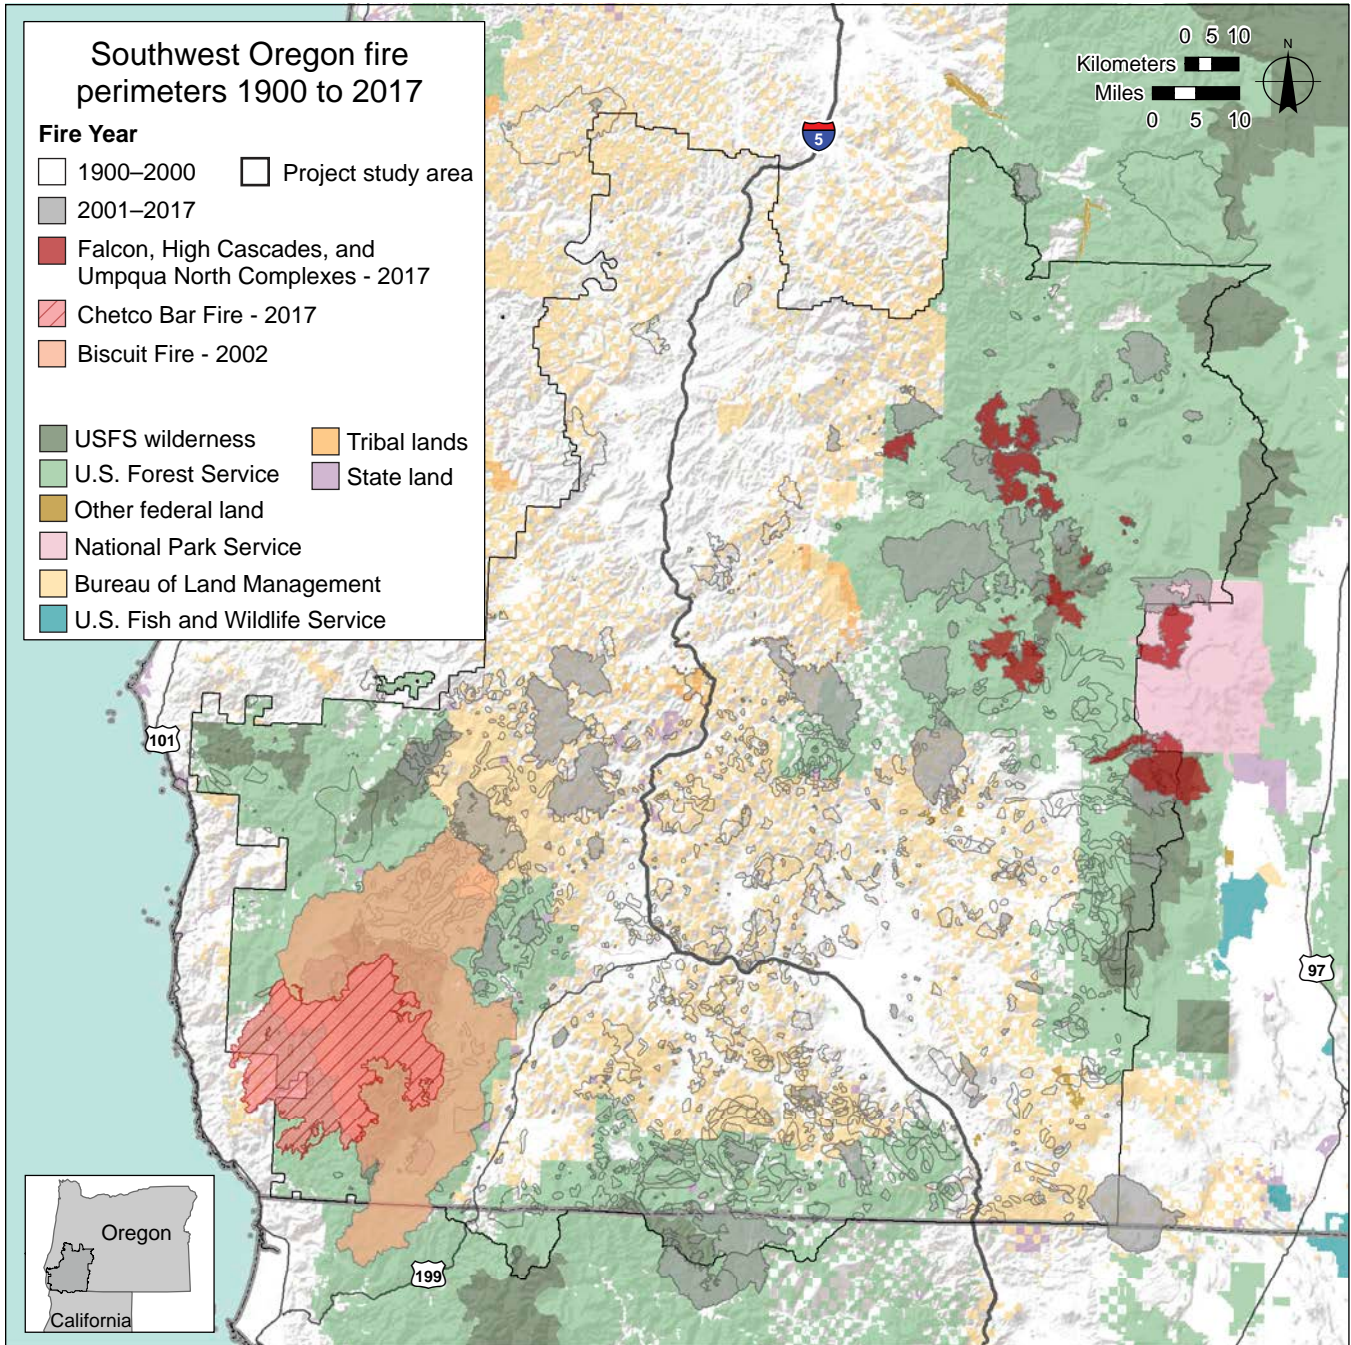 Southwest Oregon fire
perimeters 1900 to 2017
Fire Year
1900–2000
Project study area
2001–2017
Falcon, High Cascades, and
Umpqua North Complexes - 2017
Chetco Bar Fire - 2017
Biscuit Fire - 2002
USFS wilderness
Tribal lands
U.S. Forest Service
State land
Other federal land
National Park Service
Bureau of Land Management
U.S. Fish and Wildlife Service
0 5 10
Kilometers
Miles
0 5 10
N
5
101
97
199
Oregon
California